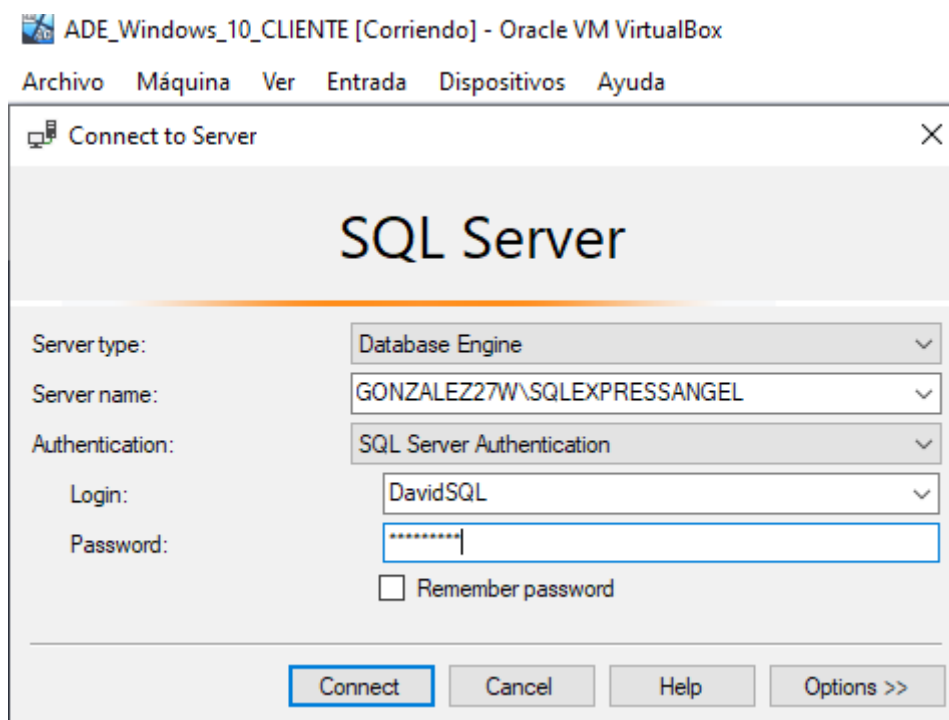 ADE_Windows_10_CLIENTE [Corriendo] - Oracle VM VirtualBox
Archivo Máquina Ver Entrada Dispositivos Ayuda
Connect to Server
SQL Server
Server type: Database Engine
Server name: GONZALEZ27W\SQLEXPRESSANGEL
Authentication: SQL Server Authentication
Login: DavidSQL
Password: *********
Remember password
Connect Cancel Help Options >>